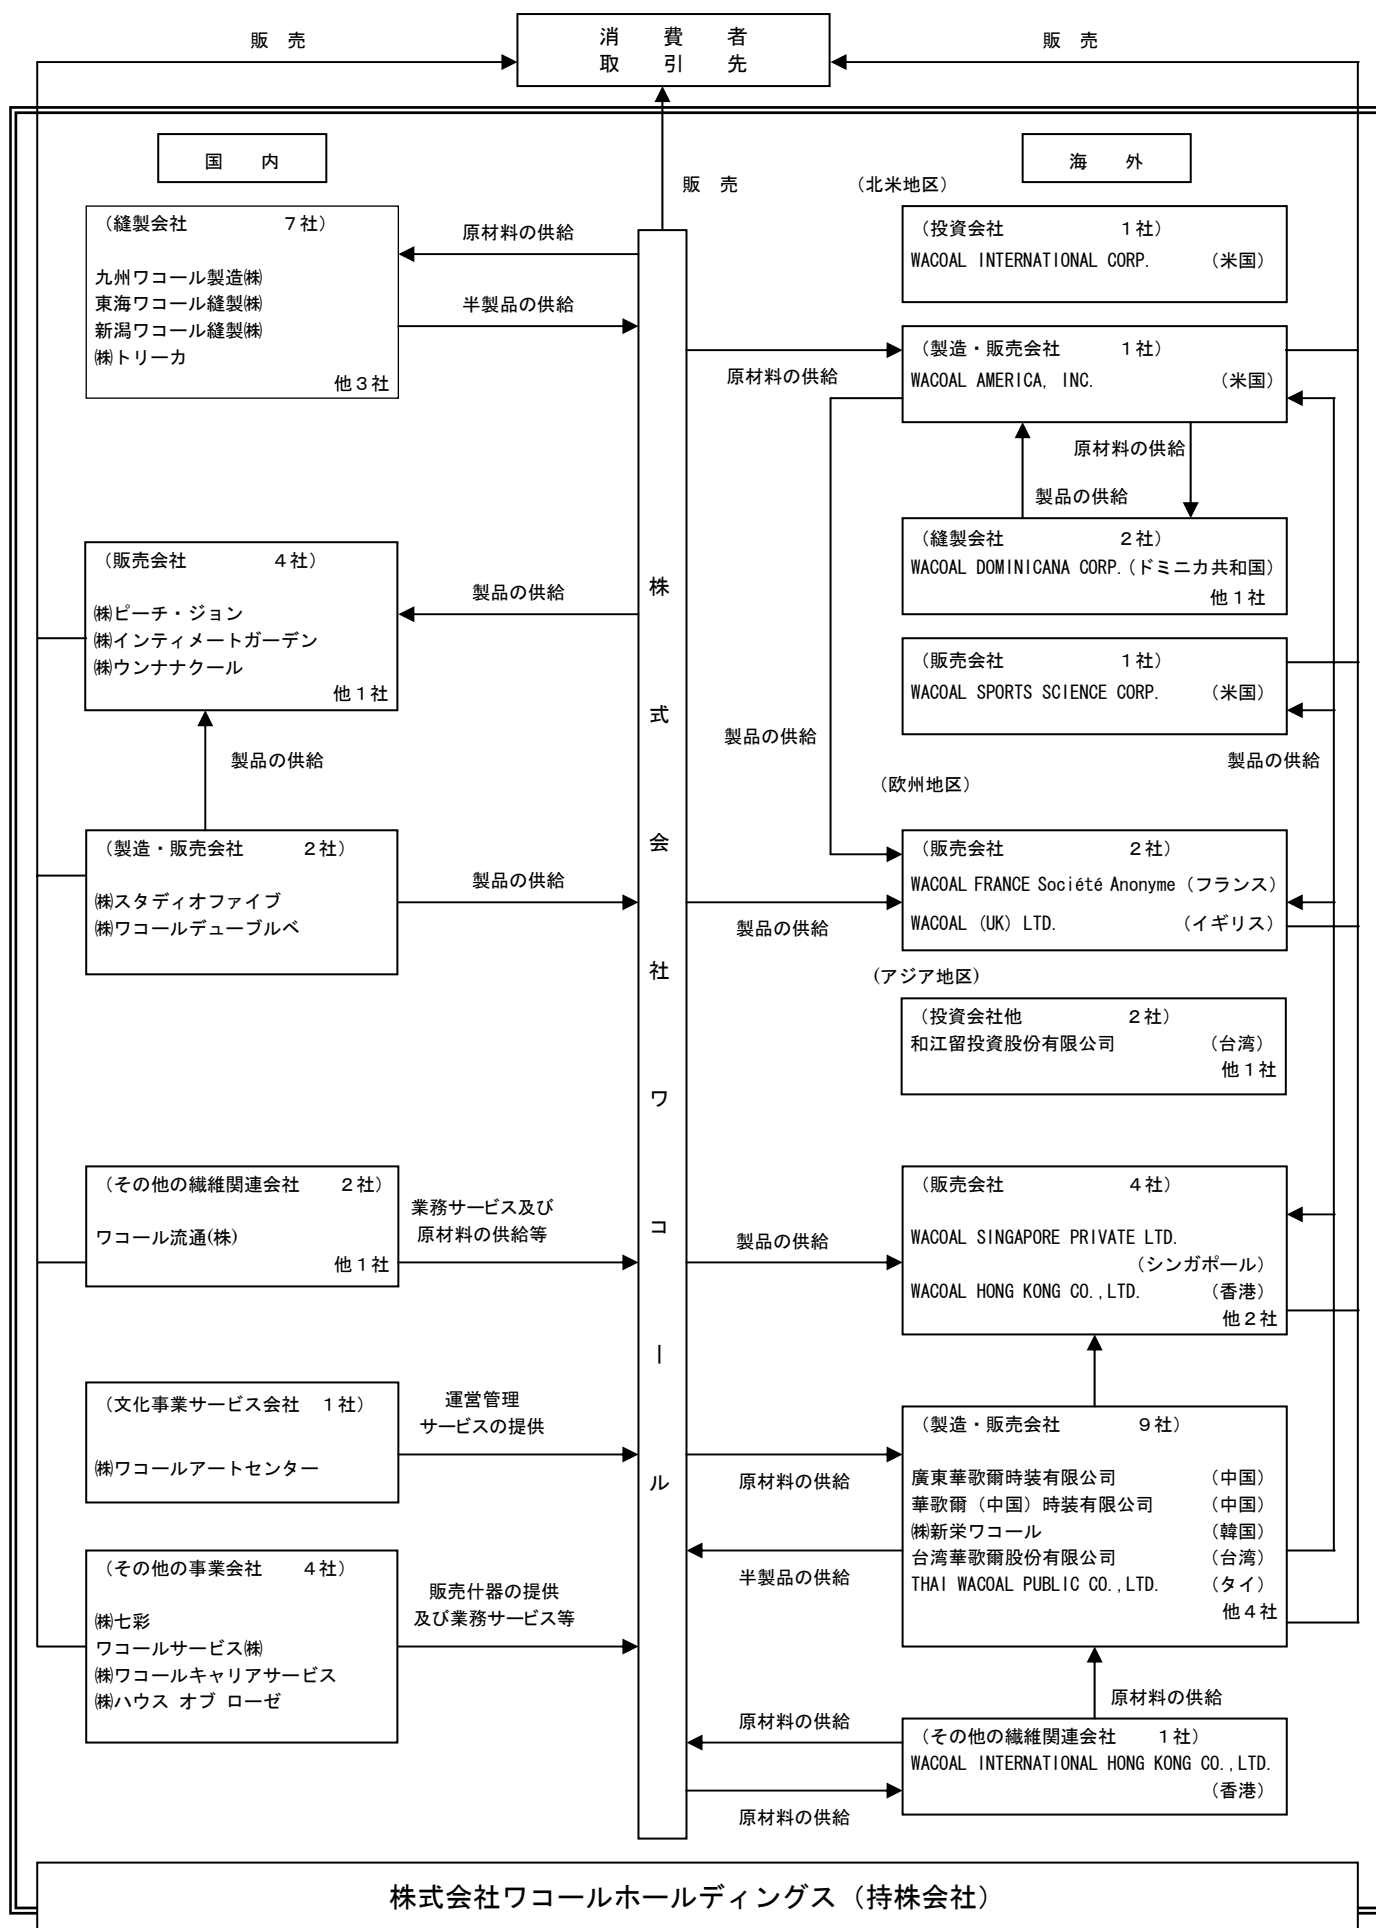 消　費　者
取　引　先
販　売
販　売
国　内
海　外
販　売
（縫製会社　　　　　７社）
九州ワコール製造㈱
東海ワコール縫製㈱
新潟ワコール縫製㈱
㈱トリーカ
他３社
原材料の供給
半製品の供給
（販売会社　　　　　４社）
㈱ピーチ・ジョン
㈱インティメートガーデン
㈱ウンナナクール
他１社
製品の供給
製品の供給
（製造・販売会社　　　２社）
㈱スタディオファイブ
㈱ワコールデューブルベ
製品の供給
（その他の繊維関連会社　　２社）
ワコール流通(株)
他１社
業務サービス及び
原材料の供給等
（文化事業サービス会社　１社）
㈱ワコールアートセンター
運営管理
サービスの提供
（その他の事業会社　　４社）
㈱七彩
ワコールサービス㈱
㈱ワコールキャリアサービス
㈱ハウス オブ ローゼ
販売什器の提供
及び業務サービス等
株式会社ワコール
（北米地区）
（投資会社　　　　　　１社）
WACOAL INTERNATIONAL CORP.　　（米国）
（製造・販売会社　　　１社）
WACOAL AMERICA, INC.　　（米国）
原材料の供給
原材料の供給
製品の供給
（縫製会社　　　　　　２社）
WACOAL DOMINICANA CORP.（ドミニカ共和国）
他１社
（販売会社　　　　　　１社）
WACOAL SPORTS SCIENCE CORP.　　（米国）
製品の供給
製品の供給
（欧州地区）
（販売会社　　　　　　２社）
WACOAL FRANCE Société Anonyme（フランス）
WACOAL (UK) LTD.　　（イギリス）
製品の供給
（アジア地区）
（投資会社他　　　　　２社）
和江留投資股份有限公司　　（台湾）
他１社
（販売会社　　　　　　４社）
WACOAL SINGAPORE PRIVATE LTD.
（シンガポール）
WACOAL HONG KONG CO.,LTD.　　（香港）
他２社
製品の供給
（製造・販売会社　　　９社）
廣東華歌爾時装有限公司　　（中国）
華歌爾（中国）時装有限公司　　（中国）
㈱新栄ワコール　　（韓国）
台湾華歌爾股份有限公司　　（台湾）
THAI WACOAL PUBLIC CO.,LTD.　　（タイ）
他４社
原材料の供給
半製品の供給
原材料の供給
原材料の供給
（その他の繊維関連会社　　１社）
WACOAL INTERNATIONAL HONG KONG CO.,LTD.
（香港）
原材料の供給
株式会社ワコールホールディングス（持株会社）